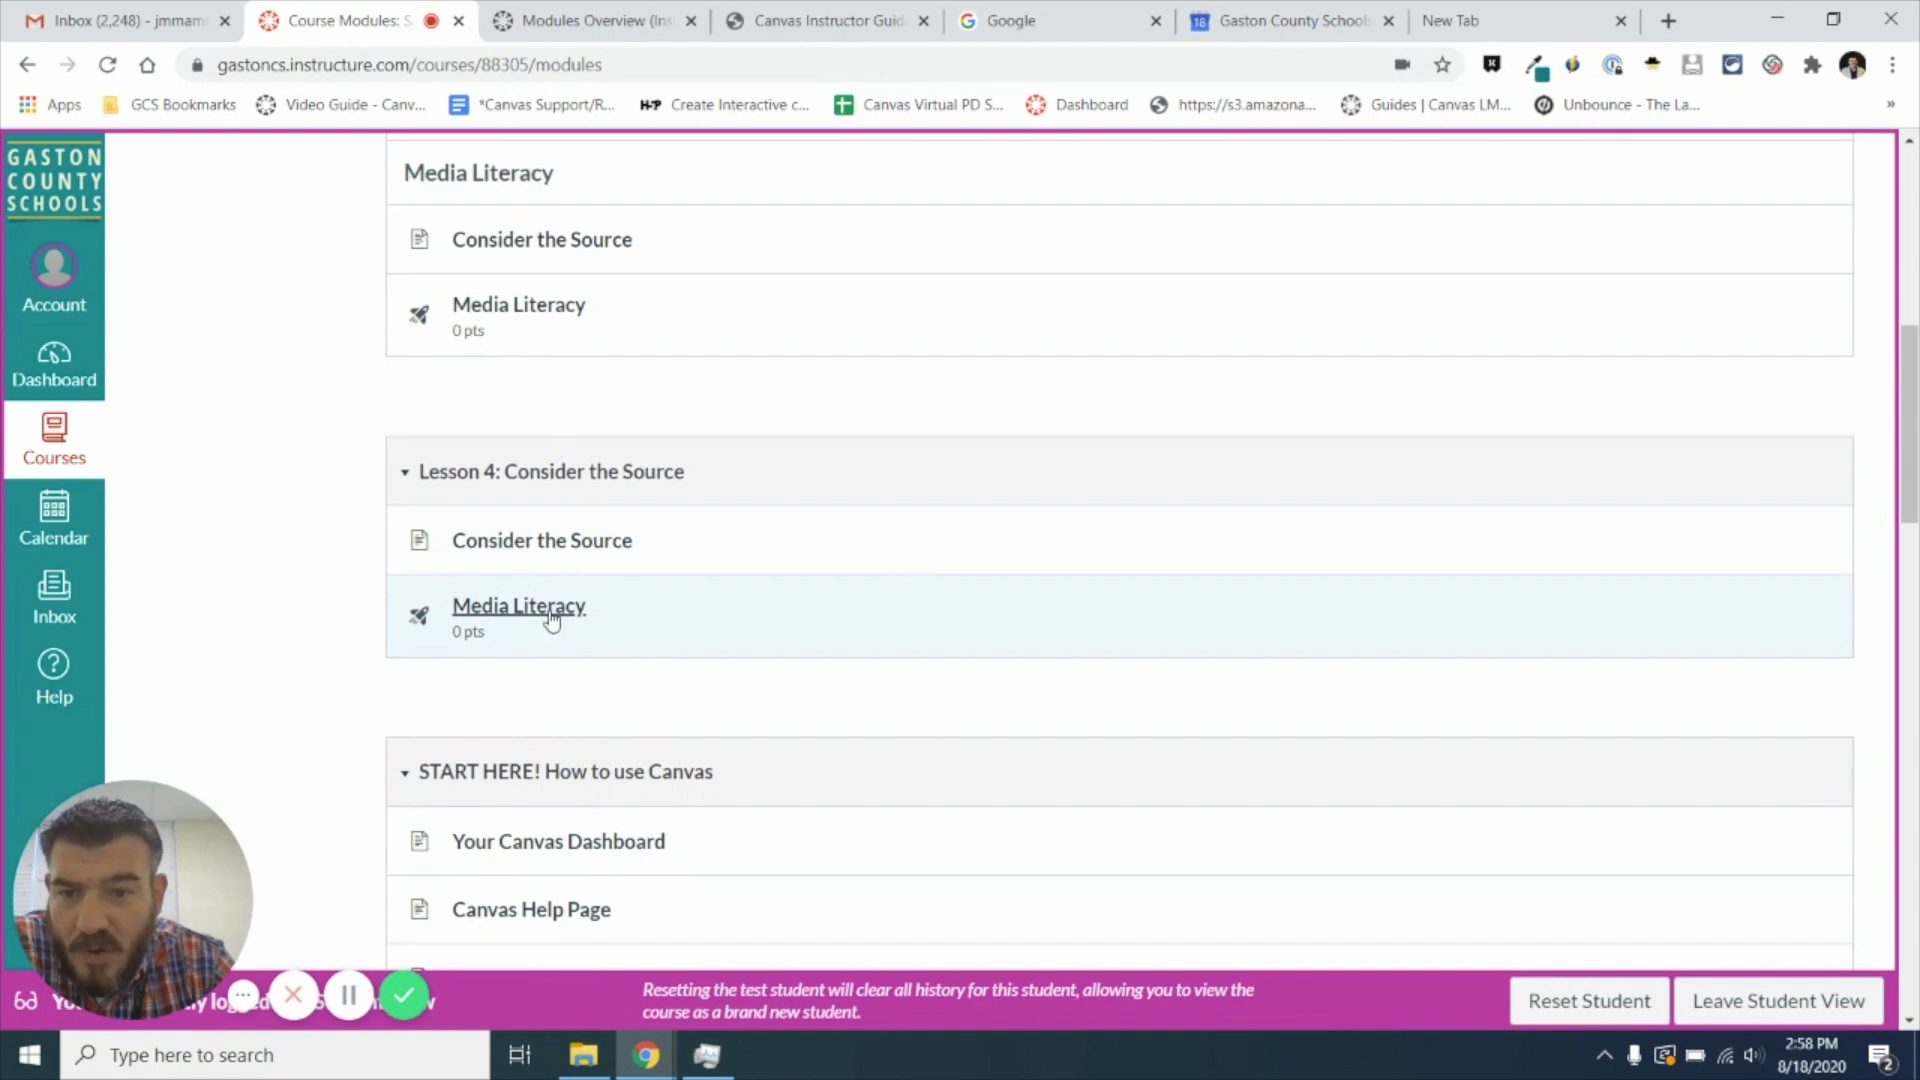 Inbox (2,248) - jmmam
Course Modules: S
Modules Overview (Ins
Canvas Instructor Guid
Google
Gaston County Schools
New Tab
gastoncs.instructure.com/courses/88305/modules
Apps
GCS Bookmarks
Video Guide - Canv...
*Canvas Support/R...
H-P
Create Interactive c...
Canvas Virtual PD S...
Dashboard
https://s3.amazona...
Guides | Canvas LM...
Unbounce - The La...
GASTON
COUNTY
SCHOOLS
Account
Dashboard
Courses
Calendar
Inbox
Help
Media Literacy
Consider the Source
Media Literacy
0 pts
Lesson 4: Consider the Source
Consider the Source
Media Literacy
0 pts
START HERE! How to use Canvas
Your Canvas Dashboard
Canvas Help Page
Resetting the test student will clear all history for this student, allowing you to view the
course as a brand new student.
Reset Student
Leave Student View
Type here to search
2:58 PM
8/18/2020
2